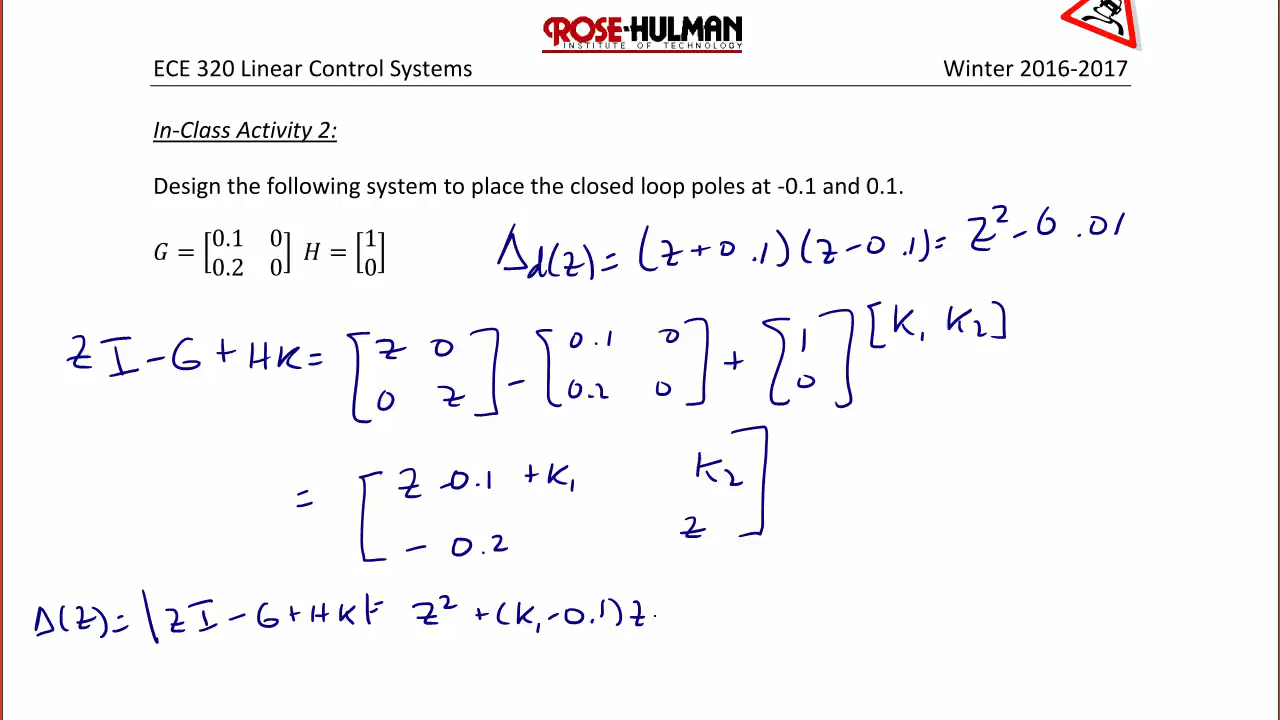 ROSE-HULMAN
INSTITUTE OF TECHNOLOGY
ECE 320 Linear Control Systems Winter 2016-2017
In-Class Activity 2:
Design the following system to place the closed loop poles at -0.1 and 0.1.
G = [0.1 0; 0.2 0] H = [1; 0] Δd(z) = (z+0.1)(z-0.1) = z² - 0.01
zI - G + HK = [z 0; 0 z] - [0.1 0; 0.2 0] + [1; 0] [K₁ K₂]
= [z -0.1 + K₁ K₂; -0.2 z]
Δ(z) = |zI - G + HK| = z² + (K₁ - 0.1)z